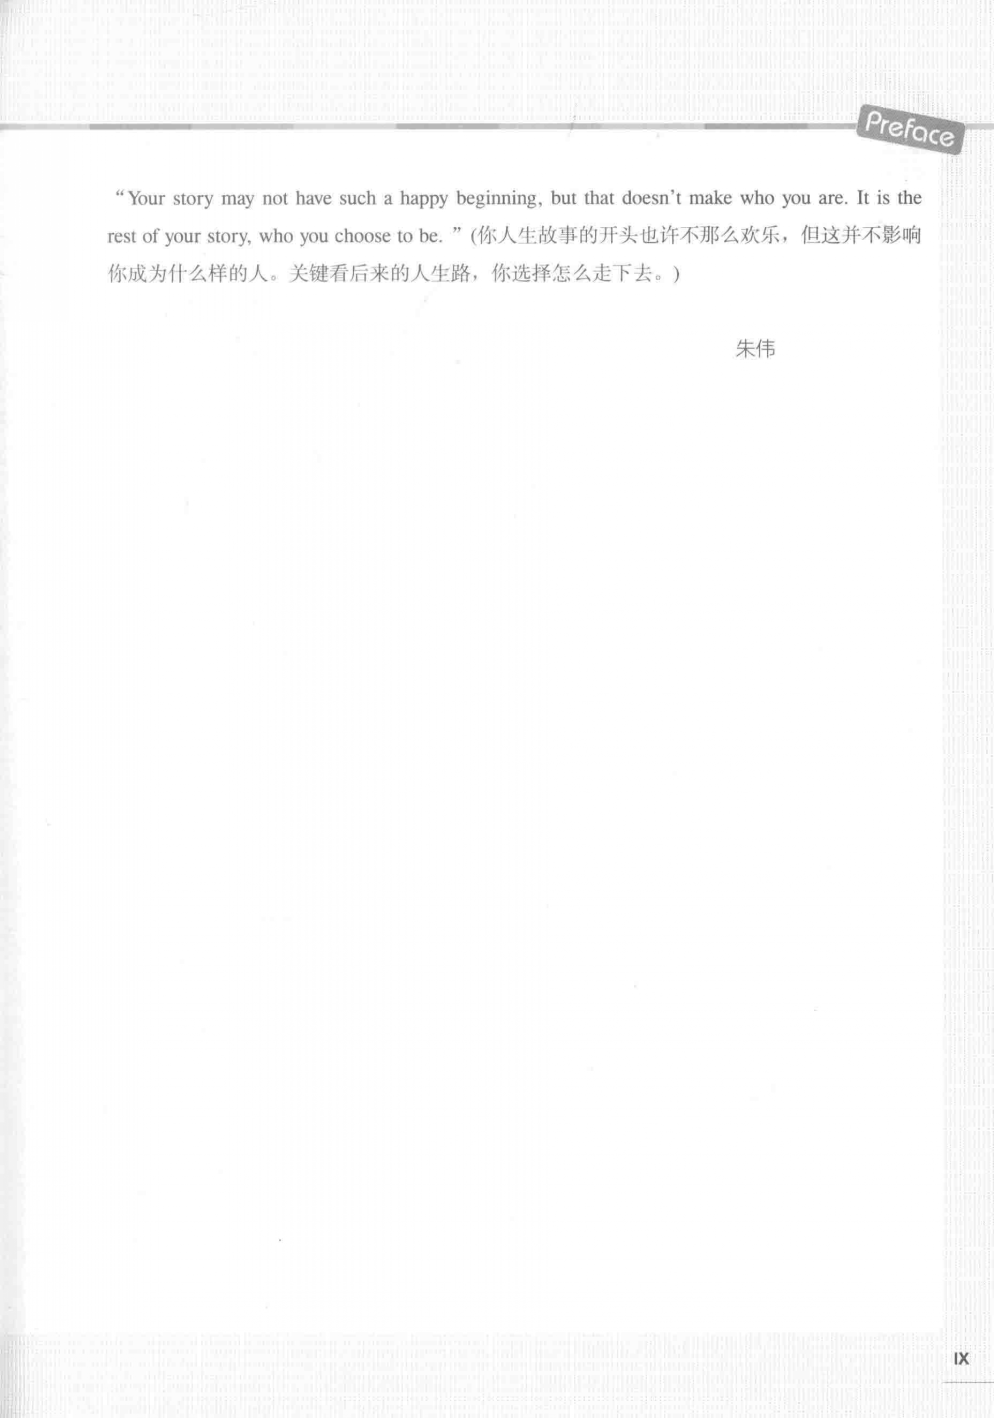 Preface
“Your story may not have such a happy beginning, but that doesn't make who you are. It is the
rest of your story, who you choose to be. ” (你人生故事的开头也许不那么欢乐，但这并不影响
你成为什么样的人。关键看后来的人生路，你选择怎么走下去。)
朱伟
IX